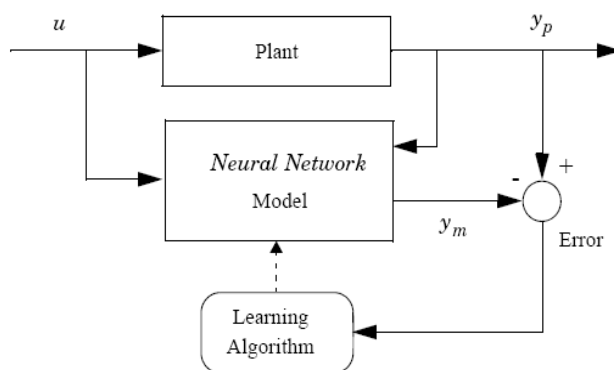 u
y_p
Plant
Neural Network
Model
-
+
y_m
Error
Learning
Algorithm